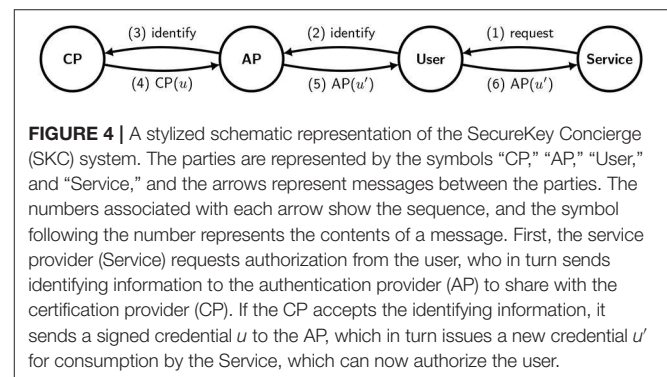 (3) identify (2) identify (1) request
CP AP User Service
(4) CP(u) (5) AP(u′) (6) AP(u′)
FIGURE 4 | A stylized schematic representation of the SecureKey Concierge
(SKC) system. The parties are represented by the symbols “CP,” “AP,” “User,”
and “Service,” and the arrows represent messages between the parties. The
numbers associated with each arrow show the sequence, and the symbol
following the number represents the contents of a message. First, the service
provider (Service) requests authorization from the user, who in turn sends
identifying information to the authentication provider (AP) to share with the
certification provider (CP). If the CP accepts the identifying information, it
sends a signed credential u to the AP, which in turn issues a new credential u′
for consumption by the Service, which can now authorize the user.